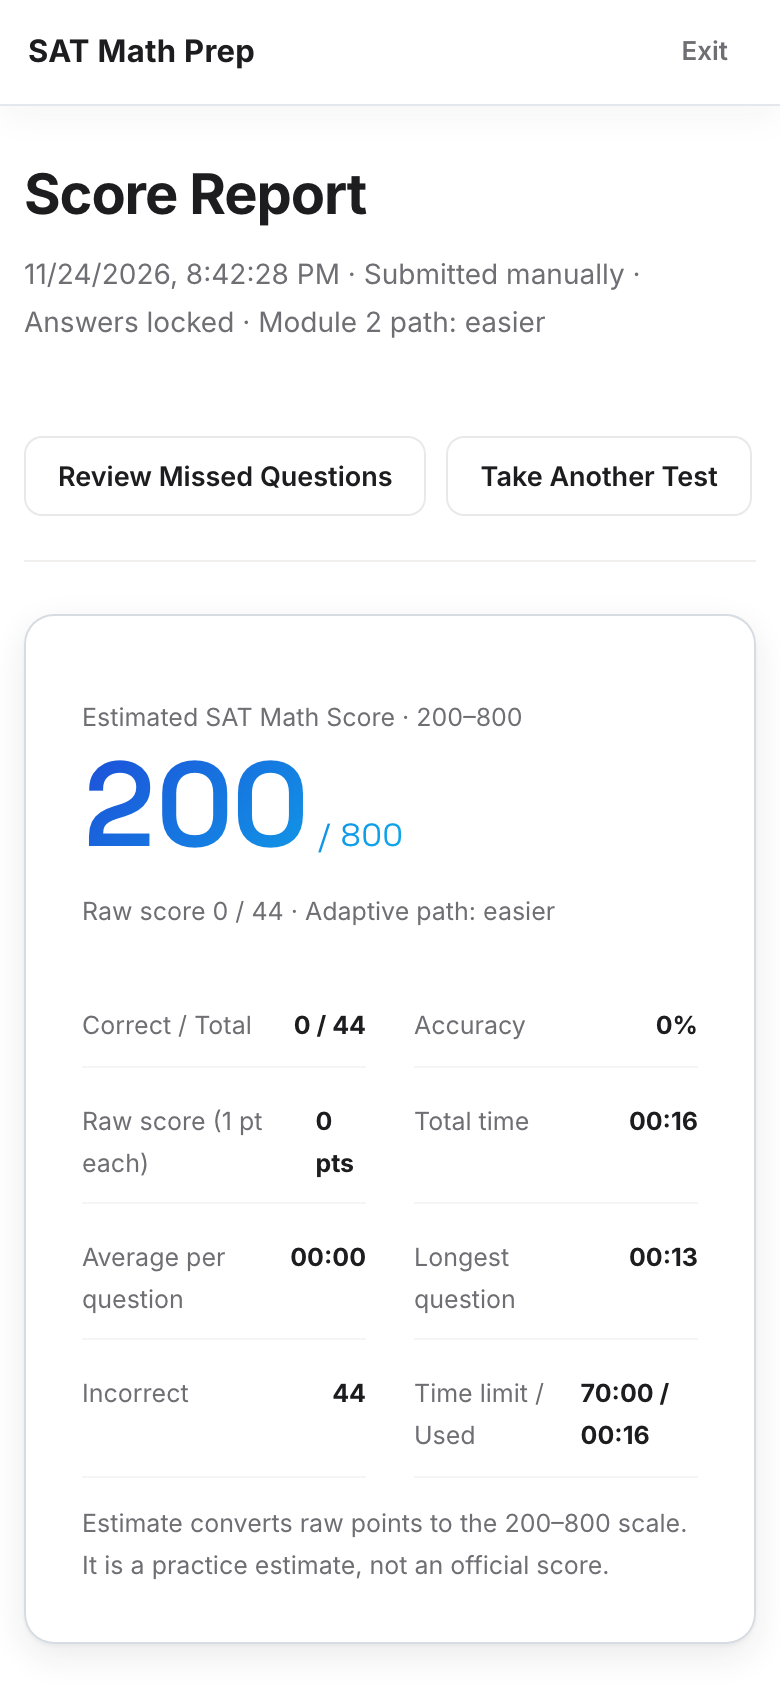 SAT Math Prep
Exit
Score Report
11/24/2026, 8:42:28 PM · Submitted manually ·
Answers locked · Module 2 path: easier
Review Missed Questions
Take Another Test
Estimated SAT Math Score · 200–800
200 / 800
Raw score 0 / 44 · Adaptive path: easier
Correct / Total 0 / 44
Accuracy 0%
Raw score (1 pt 0
each) pts
Total time 00:16
Average per 00:00
question
Longest 00:13
question
Incorrect 44
Time limit / 70:00 /
Used 00:16
Estimate converts raw points to the 200–800 scale.
It is a practice estimate, not an official score.